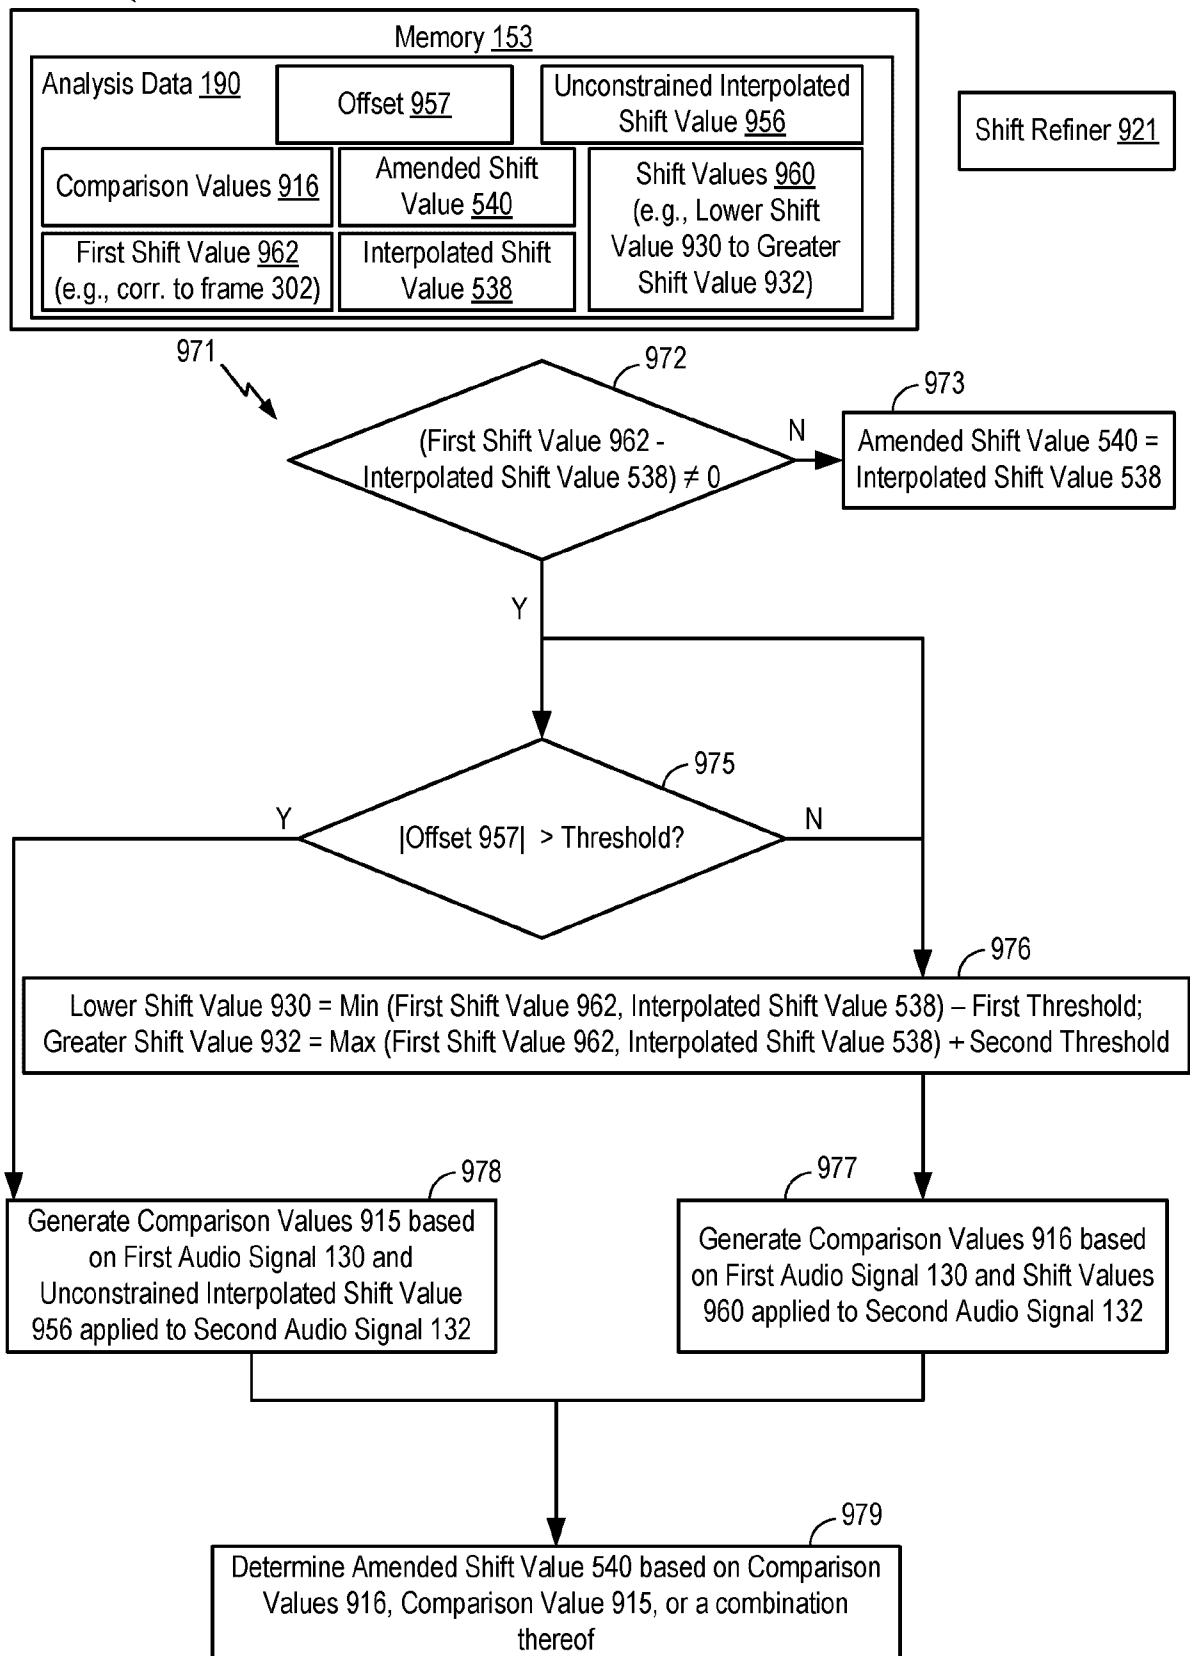 Memory 153
Analysis Data 190
Offset 957
Unconstrained Interpolated
Shift Value 956
Shift Refiner 921
Comparison Values 916
Amended Shift
Value 540
Shift Values 960
(e.g., Lower Shift
Value 930 to Greater
Shift Value 932)
First Shift Value 962
(e.g., corr. to frame 302)
Interpolated Shift
Value 538
971
972
(First Shift Value 962 -
Interpolated Shift Value 538) ≠ 0
N
973
Amended Shift Value 540 =
Interpolated Shift Value 538
Y
975
|Offset 957| > Threshold?
Y
N
976
Lower Shift Value 930 = Min (First Shift Value 962, Interpolated Shift Value 538) – First Threshold;
Greater Shift Value 932 = Max (First Shift Value 962, Interpolated Shift Value 538) + Second Threshold
978
Generate Comparison Values 915 based
on First Audio Signal 130 and
Unconstrained Interpolated Shift Value
956 applied to Second Audio Signal 132
977
Generate Comparison Values 916 based
on First Audio Signal 130 and Shift Values
960 applied to Second Audio Signal 132
979
Determine Amended Shift Value 540 based on Comparison
Values 916, Comparison Value 915, or a combination
thereof